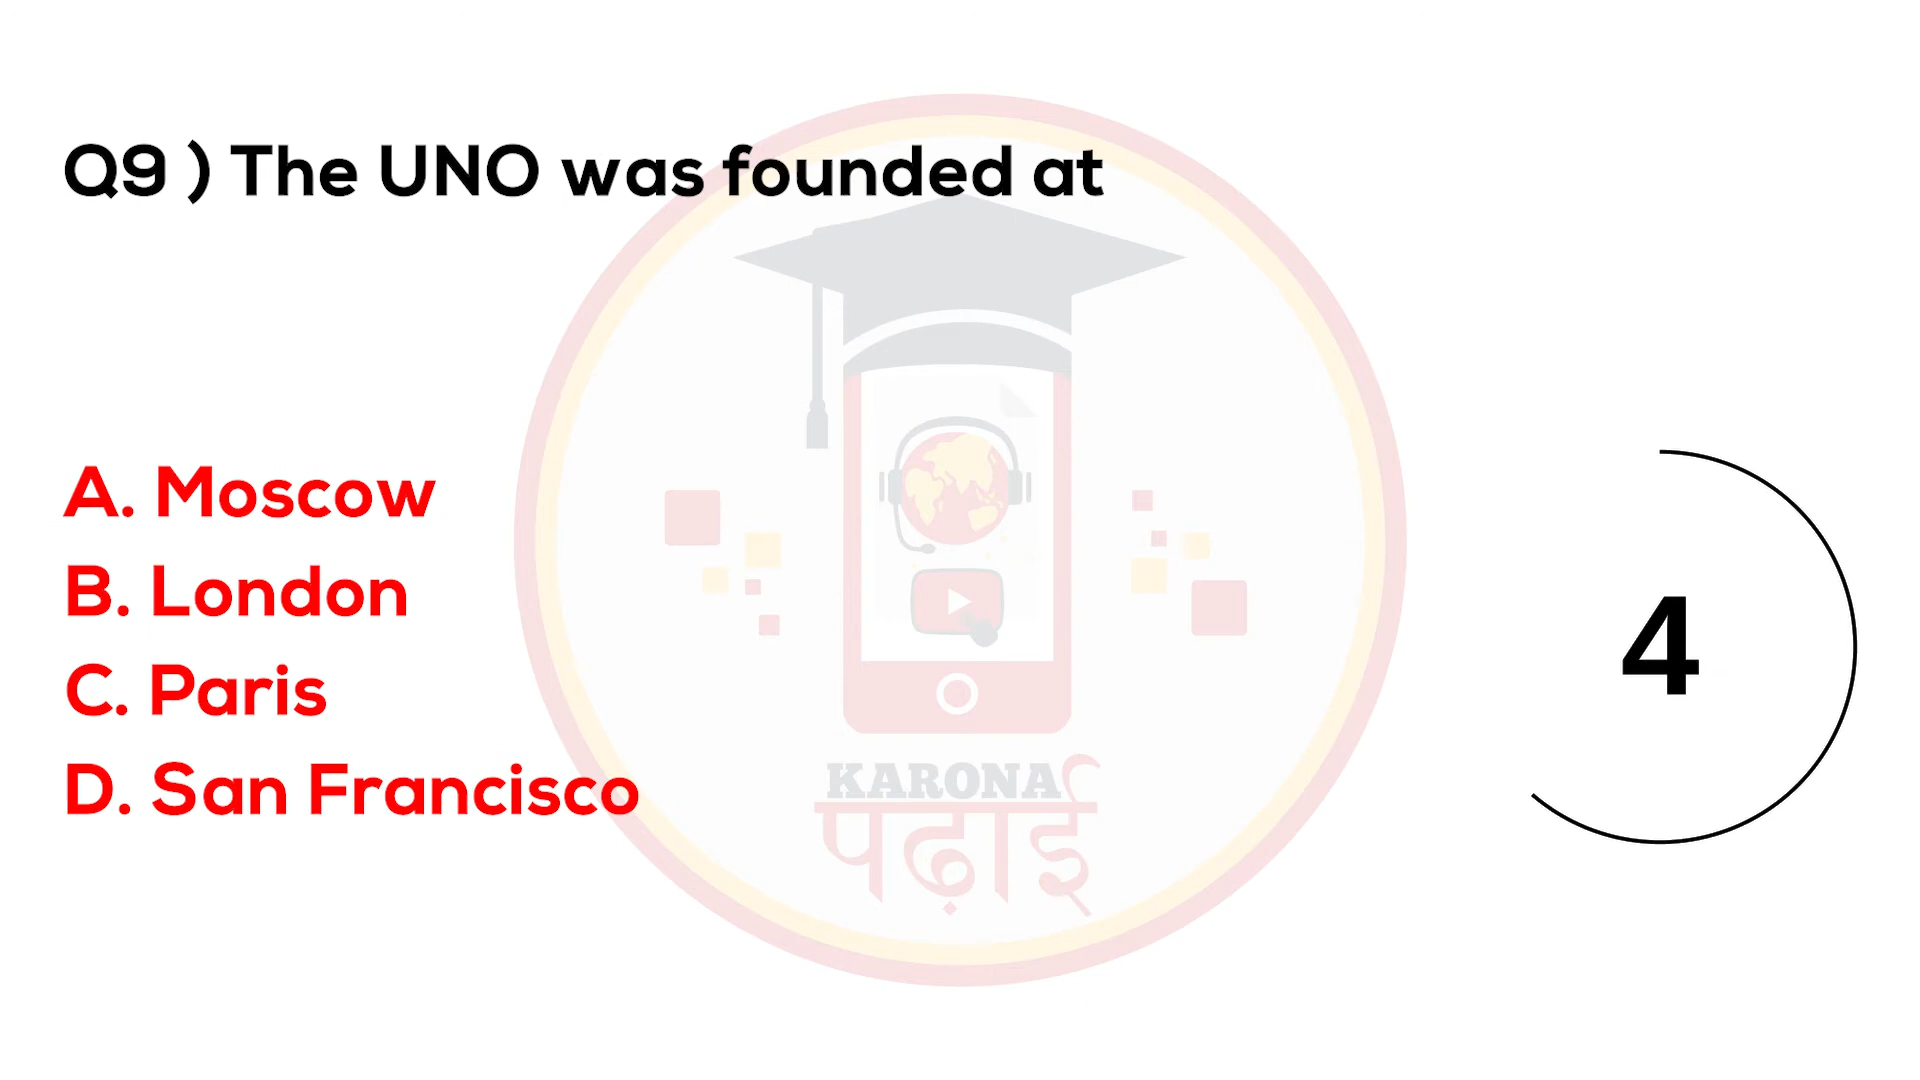 Q9 ) The UNO was founded at
A. Moscow
B. London
C. Paris
D. San Francisco
4
KARONA
पढ़ाई